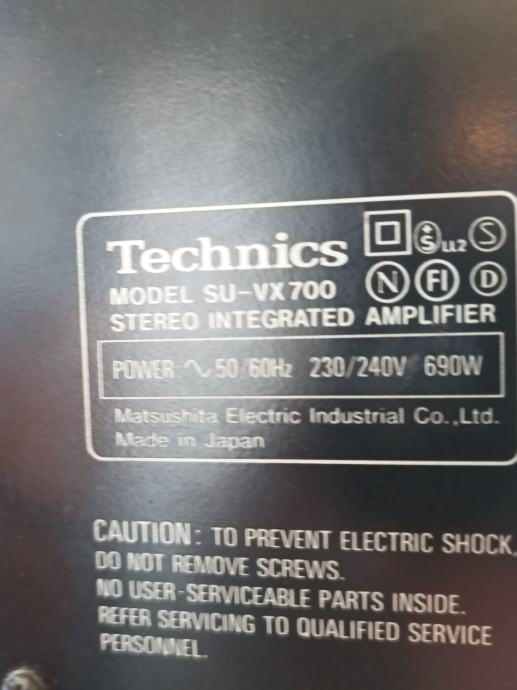 Technics
S LL2 S
MODEL SU-VX700 N FI D
STEREO INTEGRATED AMPLIFIER
POWER: ∿ 50/60Hz 230/240V 690W
Matsushita Electric Industrial Co.,Ltd.
Made in Japan
CAUTION: TO PREVENT ELECTRIC SHOCK,
DO NOT REMOVE SCREWS.
NO USER-SERVICEABLE PARTS INSIDE.
REFER SERVICING TO QUALIFIED SERVICE
PERSONNEL.